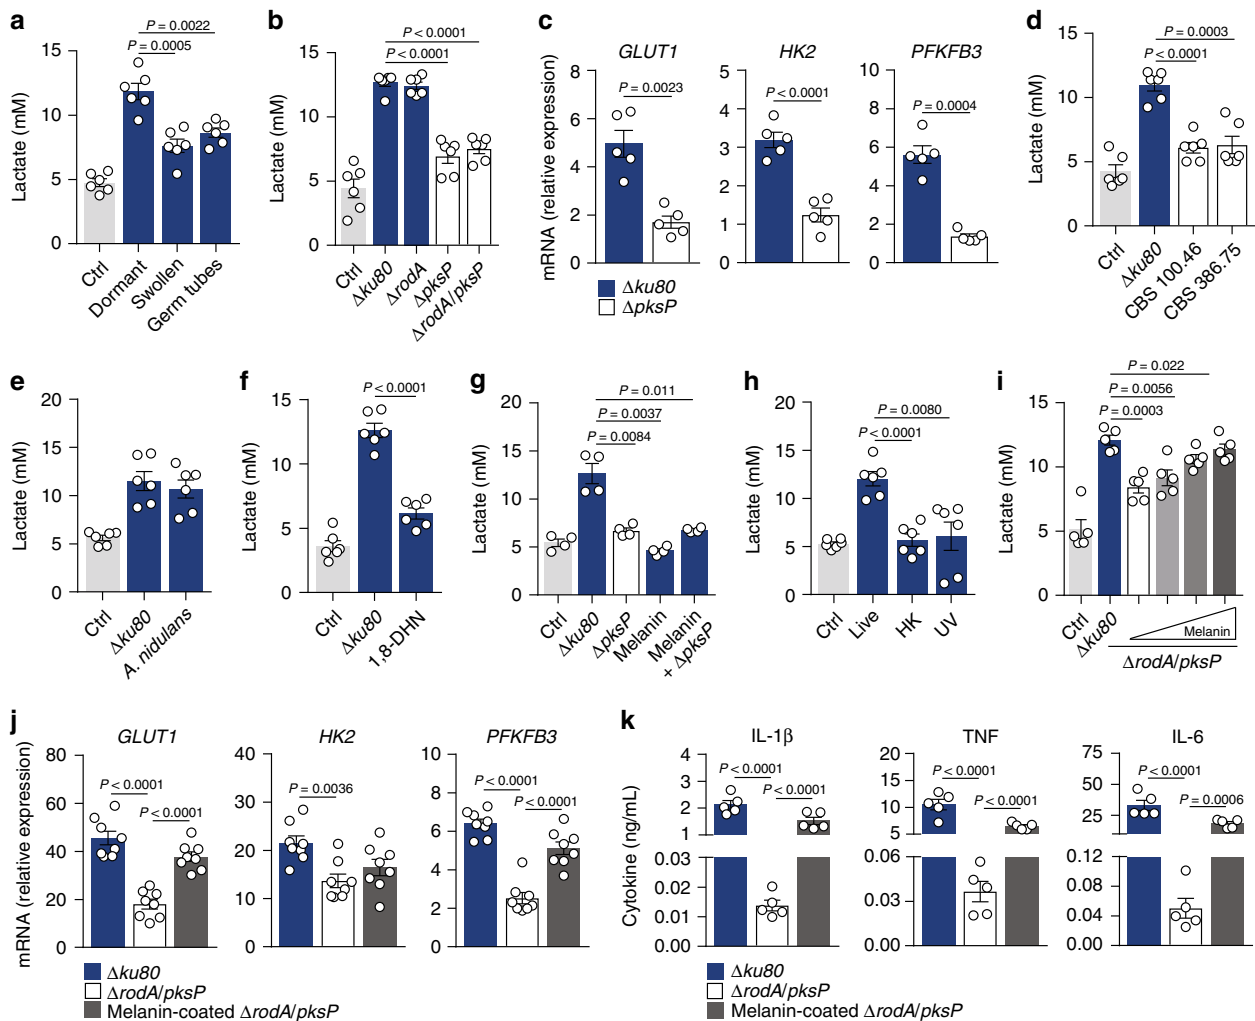 a
P = 0.0022
P = 0.0005
Lactate (mM)
15
10
5
0
Ctrl
Dormant
Swollen
Germ tubes
b
P < 0.0001
P < 0.0001
Lactate (mM)
15
10
5
0
Ctrl
Δku80
ΔrodA
ΔpksP
ΔrodA/pksP
c
GLUT1
HK2
PFKFB3
mRNA (relative expression)
8
6
4
2
0
P = 0.0023
5
4
3
2
1
0
P < 0.0001
10
8
6
4
2
0
P = 0.0004
Δku80
ΔpksP
d
P = 0.0003
P < 0.0001
Lactate (mM)
15
10
5
0
Ctrl
Δku80
CBS 100.46
CBS 386.75
e
Lactate (mM)
20
15
10
5
0
Ctrl
Δku80
A. nidulans
f
P < 0.0001
Lactate (mM)
15
10
5
0
Ctrl
Δku80
1,8-DHN
g
P = 0.011
P = 0.0037
P = 0.0084
Lactate (mM)
20
15
10
5
0
Ctrl
Δku80
ΔpksP
Melanin
Melanin
+ ΔpksP
h
P = 0.0080
P < 0.0001
Lactate (mM)
20
15
10
5
0
Ctrl
Live
HK
UV
i
P = 0.022
P = 0.0056
P = 0.0003
Lactate (mM)
15
10
5
0
Ctrl
Δku80
Melanin
ΔrodA/pksP
j
GLUT1
HK2
PFKFB3
mRNA (relative expression)
80
60
40
20
0
P < 0.0001
P < 0.0001
40
30
20
10
0
P = 0.0036
10
8
6
4
2
0
P < 0.0001
P < 0.0001
Δku80
ΔrodA/pksP
Melanin-coated ΔrodA/pksP
k
IL-1β
TNF
IL-6
Cytokine (ng/mL)
4
3
2
1
0.03
0.02
0.01
0.00
P < 0.0001
P < 0.0001
20
15
10
5
0.06
0.03
0.00
P < 0.0001
P < 0.0001
75
50
25
0.12
0.08
0.04
0.00
P < 0.0001
P = 0.0006
Δku80
ΔrodA/pksP
Melanin-coated ΔrodA/pksP